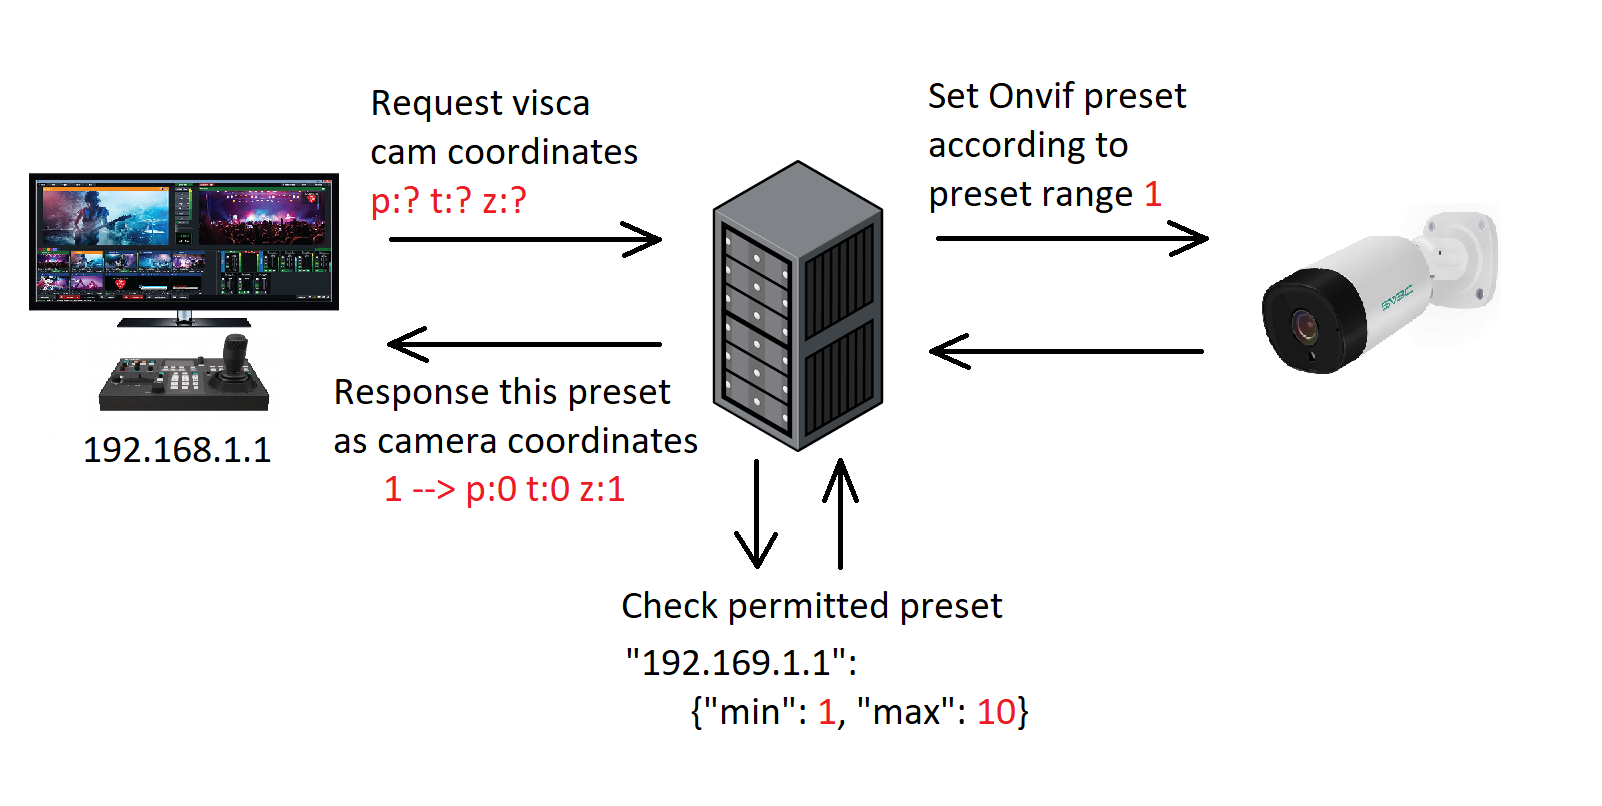 Request visca
cam coordinates
p:? t:? z:?
Set Onvif preset
according to
preset range 1
192.168.1.1
Response this preset
as camera coordinates
1 --> p:0 t:0 z:1
Check permitted preset
"192.169.1.1":
{"min": 1, "max": 10}